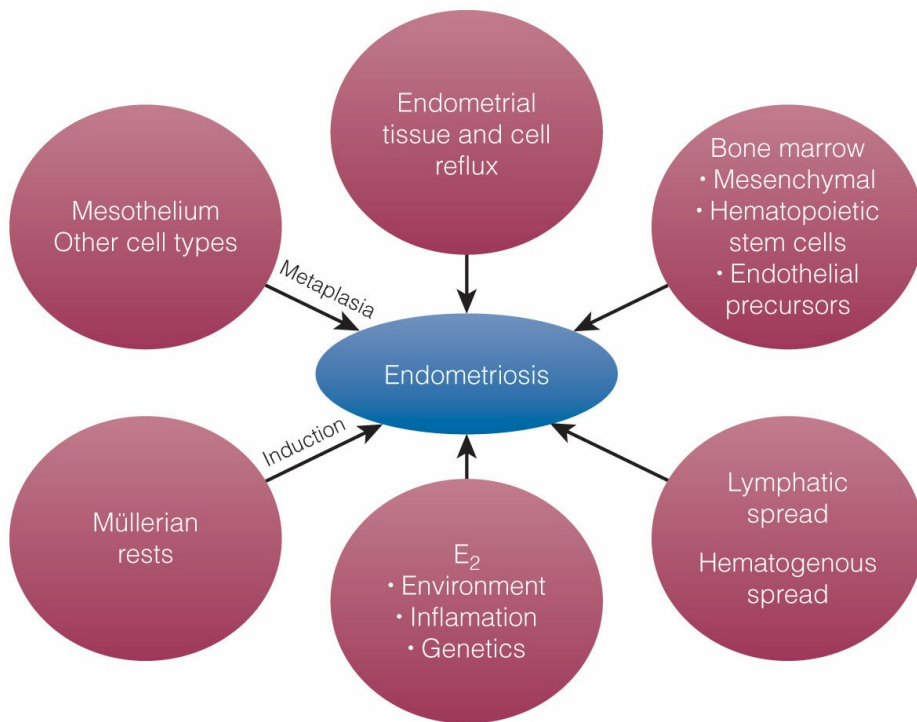 Endometrial
tissue and cell
reflux
Mesothelium
Other cell types
Bone marrow
• Mesenchymal
• Hematopoietic
stem cells
• Endothelial
precursors
Metaplasia
Endometriosis
Induction
Müllerian
rests
E₂
• Environment
• Inflamation
• Genetics
Lymphatic
spread
Hematogenous
spread